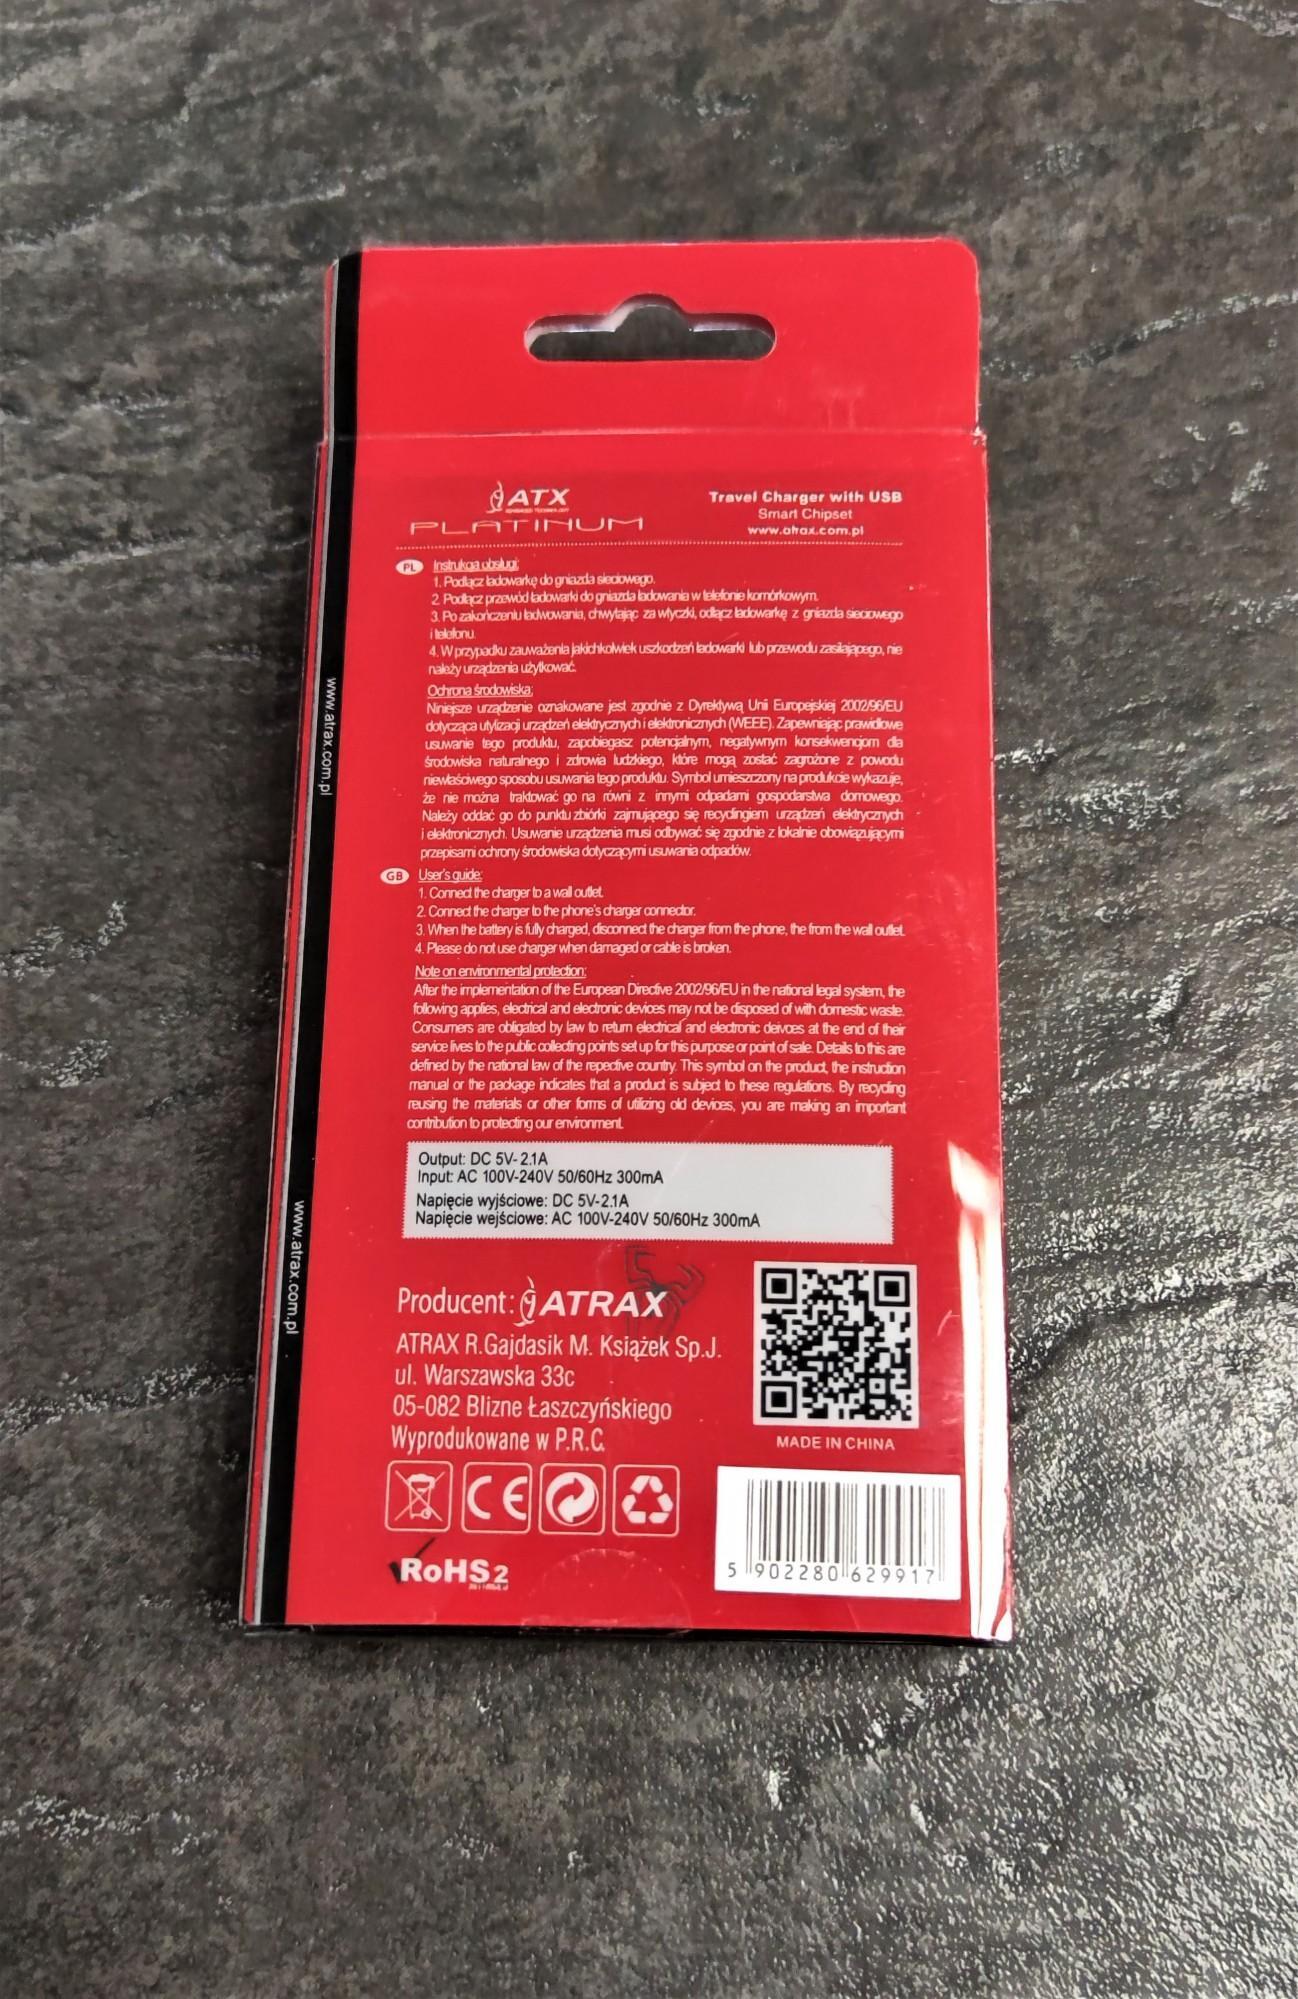 ATX
PLATINUM
Travel Charger with USB
Smart Chipset
www.atrax.com.pl
PL Instrukcja obsługi:
1. Podłącz ładowarkę do gniazda sieciowego.
2. Podłącz przewód ładowarki do gniazda ładowania w telefonie komórkowym.
3. Po zakończeniu ładwowania, chwytając za wtyczki, odłącz ładowarkę z gniazda sieciowego
i telefonu.
4. W przypadku zauważenia jakichkolwiek uszkodzeń ładowarki lub przewodu zasilającego, nie
należy urządzenia użytkować.
Ochrona środowiska:
Niniejsze urządzenie oznakowane jest zgodnie z Dyrektywą Unii Europejskiej 2002/96/EU
dotycząca utylizacji urządzeń elektrycznych i elektronicznych (WEEE). Zapewniając prawidłowe
usuwanie tego produktu, zapobiegasz potencjalnym, negatywnym konsekwencjom dla
środowiska naturalnego i zdrowia ludzkiego, które mogą zostać zagrożone z powodu
niewłaściwego sposobu usuwania tego produktu. Symbol umieszczony na produkcie wykazuje,
że nie można traktować go na równi z innymi odpadami gospodarstwa domowego.
Należy oddać go do punktu zbiórki zajmującego się recyclingiem urządzeń elektrycznych
i elektronicznych. Usuwanie urządzenia musi odbywać się zgodnie z lokalnie obowiązującymi
przepisami ochrony środowiska dotyczącymi usuwania odpadów.
GB User's guide:
1. Connect the charger to a wall outlet.
2. Connect the charger to the phone's charger connector.
3. When the battery is fully charged, disconnect the charger from the phone, the from the wall outlet.
4. Please do not use charger when damaged or cable is broken.
Note on environmental protection:
After the implementation of the European Directive 2002/96/EU in the national legal system, the
following applies, electrical and electronic devices may not be disposed of with domestic waste.
Consumers are obligated by law to return electrical and electronic deivces at the end of their
service lives to the public collecting points set up for this purpose or point of sale. Details to this are
defined by the national law of the repective country. This symbol on the product, the instruction
manual or the package indicates that a product is subject to these regulations. By recycling
reusing the materials or other forms of utilizing old devices, you are making an important
contribution to protecting our environment.
Output: DC 5V- 2.1A
Input: AC 100V-240V 50/60Hz 300mA
Napięcie wyjściowe: DC 5V-2.1A
Napięcie wejściowe: AC 100V-240V 50/60Hz 300mA
Producent: ATRAX
ATRAX R.Gajdasik M. Książek Sp.J.
ul. Warszawska 33c
05-082 Blizne Łaszczyńskiego
Wyprodukowane w P.R.C.
MADE IN CHINA
CE
RoHS2
5 902280 629917
www.atrax.com.pl
www.atrax.com.pl